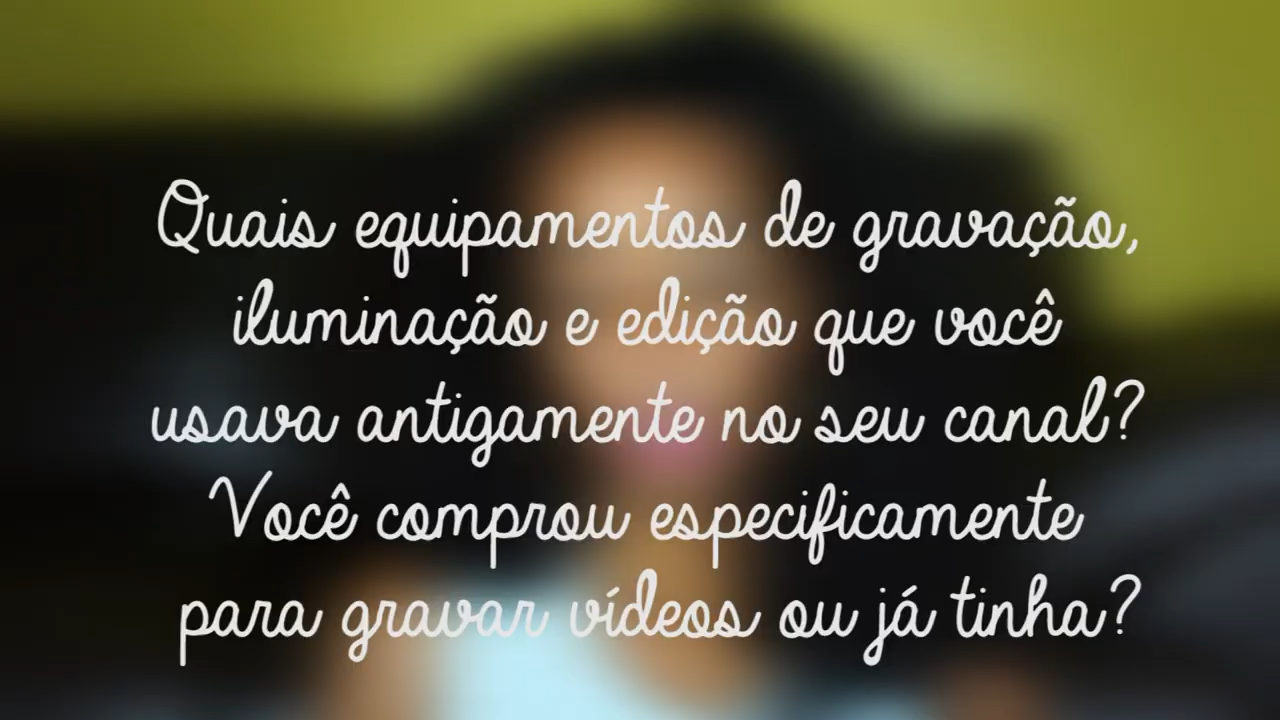 Quais equipamentos de gravação,
iluminação e edição que você
usava antigamente no seu canal?
Você comprou especificamente
para gravar vídeos ou já tinha?